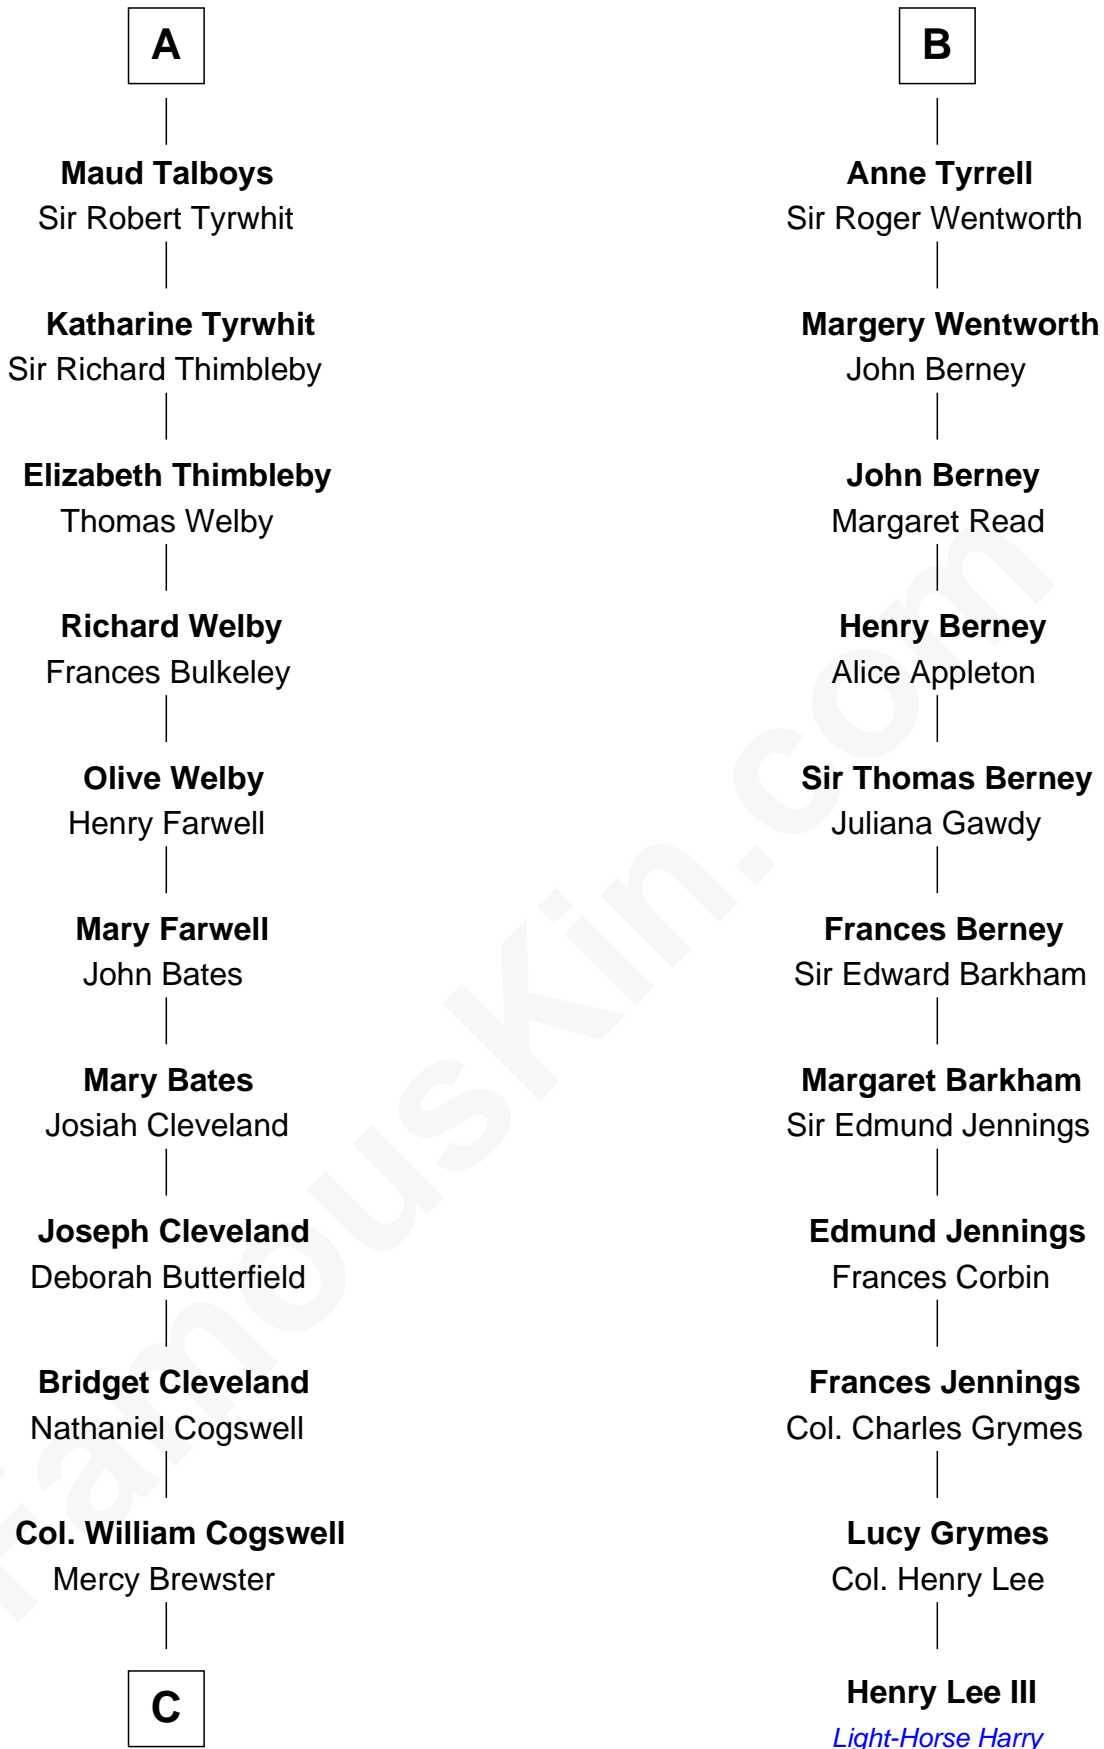 A
Maud Talboys
Sir Robert Tyrwhit
Katharine Tyrwhit
Sir Richard Thimbleby
Elizabeth Thimbleby
Thomas Welby
Richard Welby
Frances Bulkeley
Olive Welby
Henry Farwell
Mary Farwell
John Bates
Mary Bates
Josiah Cleveland
Joseph Cleveland
Deborah Butterfield
Bridget Cleveland
Nathaniel Cogswell
Col. William Cogswell
Mercy Brewster
C
B
Anne Tyrrell
Sir Roger Wentworth
Margery Wentworth
John Berney
John Berney
Margaret Read
Henry Berney
Alice Appleton
Sir Thomas Berney
Juliana Gawdy
Frances Berney
Sir Edward Barkham
Margaret Barkham
Sir Edmund Jennings
Edmund Jennings
Frances Corbin
Frances Jennings
Col. Charles Grymes
Lucy Grymes
Col. Henry Lee
Henry Lee III
Light-Horse Harry
FamousKin.com